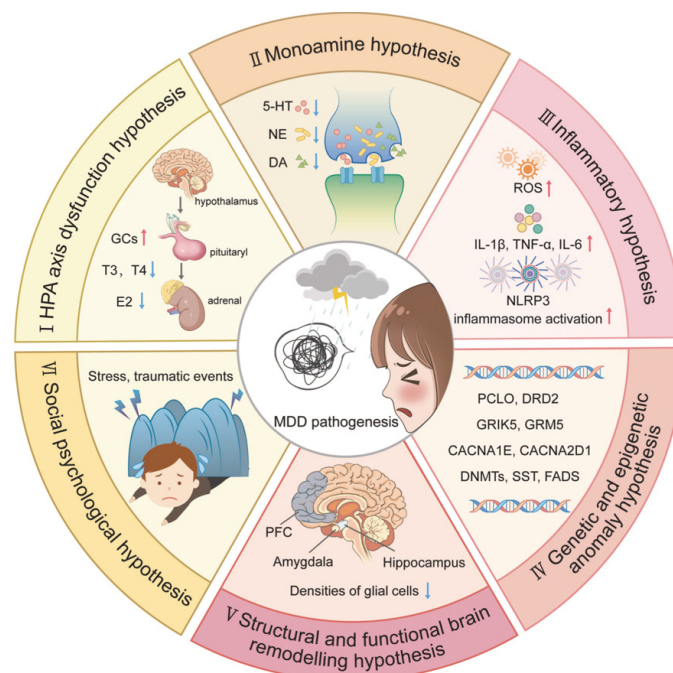 I HPA axis dysfunction hypothesis
hypothalamus
GCs
pituitaryl
T3, T4
E2
adrenal
II Monoamine hypothesis
5-HT
NE
DA
III Inflammatory hypothesis
ROS
IL-1β, TNF-α, IL-6
NLRP3
inflammasome activation
IV Genetic and epigenetic
anomaly hypothesis
PCLO, DRD2
GRIK5, GRM5
CACNA1E, CACNA2D1
DNMTs, SST, FADS
V Structural and functional brain
remodelling hypothesis
PFC
Amygdala
Hippocampus
Densities of glial cells
VI Social psychological hypothesis
Stress, traumatic events
MDD pathogenesis